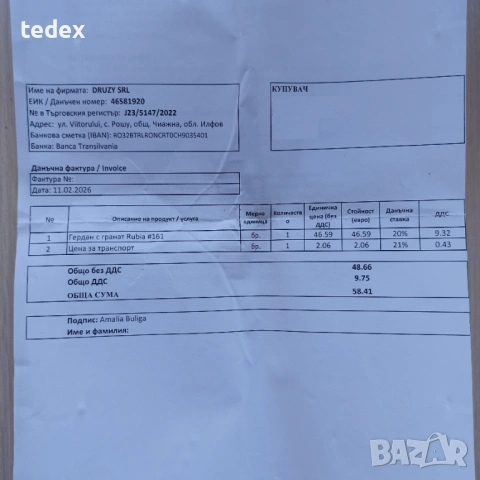 tedex
Име на фирмата: DRUZY SRL
ЕИК / Данъчен номер: 46581920
№ в Търговския регистър: J23/5147/2022
Адрес: ул. Viitorului, с. Рошу, общ. Чиажна, обл. Илфов
Банкова сметка (IBAN): RO32BTRLRONCRT0CH9035401
Банка: Banca Transilvania
КУПУВАЧ
Данъчна фактура / Invoice
Фактура №:
Дата: 11.02.2026
№ Описание на продукт / услуга Мерна единица Количество Единична цена (без ДДС) Стойност (евро) Данъчна ставка ДДС
1 Гердан с гранат Rubia #161 бр. 1 46.59 46.59 20% 9.32
2 Цена за транспорт бр. 1 2.06 2.06 21% 0.43
Общо без ДДС 48.66
Общо ДДС 9.75
ОБЩА СУМА 58.41
Подпис: Amalia Buliga
Име и фамилия:
BAZAR